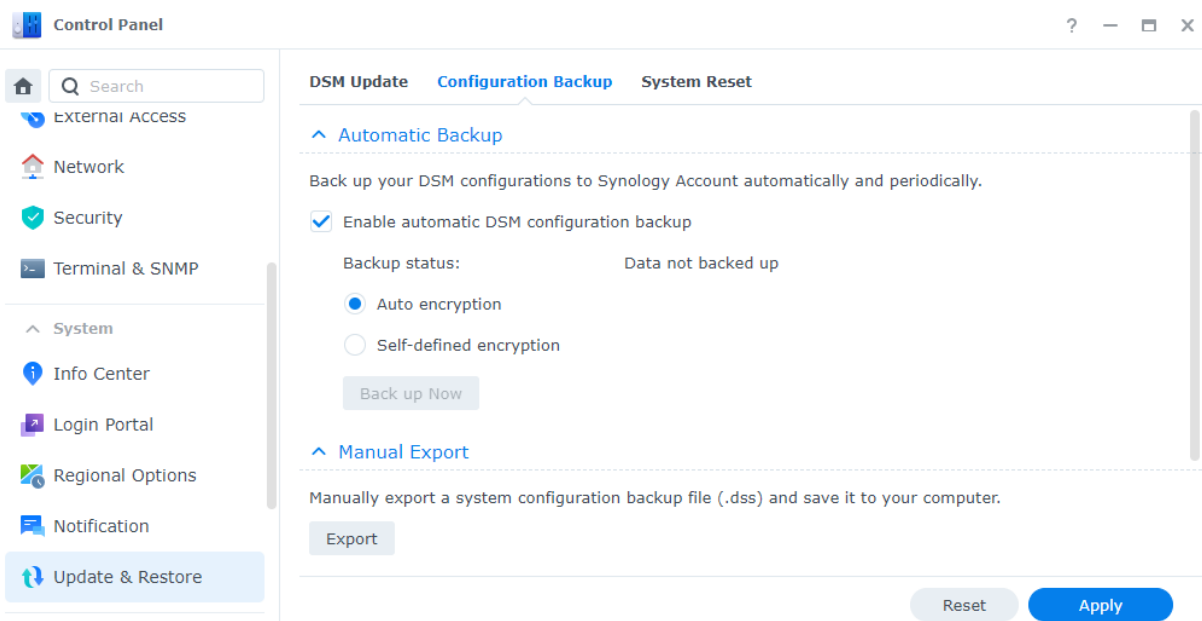 Control Panel
?
Search
External Access
Network
Security
Terminal & SNMP
System
Info Center
Login Portal
Regional Options
Notification
Update & Restore
DSM Update Configuration Backup System Reset
Automatic Backup
Back up your DSM configurations to Synology Account automatically and periodically.
Enable automatic DSM configuration backup
Backup status: Data not backed up
Auto encryption
Self-defined encryption
Back up Now
Manual Export
Manually export a system configuration backup file (.dss) and save it to your computer.
Export
Reset Apply